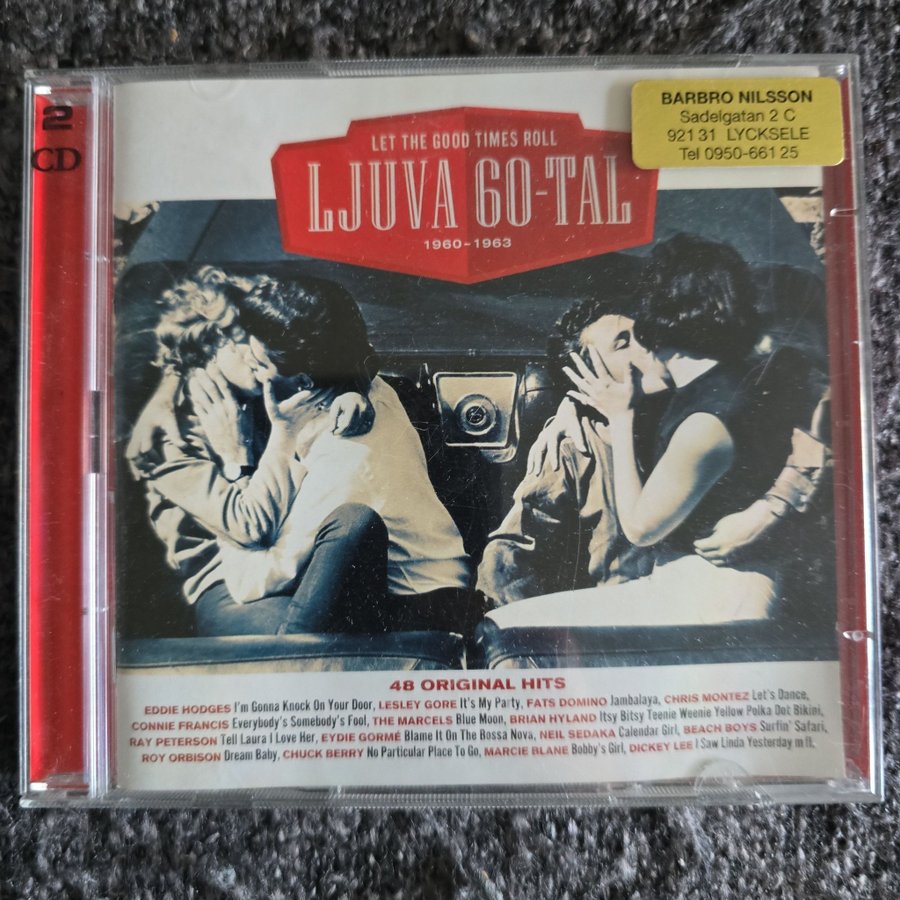 2
CD
BARBRO NILSSON
Sadelgatan 2 C
921 31 LYCKSELE
Tel 0950-661 25
LET THE GOOD TIMES ROLL
LJUVA 60-TAL
1960-1963
48 ORIGINAL HITS
EDDIE HODGES I'm Gonna Knock On Your Door, LESLEY GORE It's My Party, FATS DOMINO Jambalaya, CHRIS MONTEZ Let's Dance,
CONNIE FRANCIS Everybody's Somebody's Fool, THE MARCELS Blue Moon, BRIAN HYLAND Itsy Bitsy Teenie Weenie Yellow Polka Dot Bikini,
RAY PETERSON Tell Laura I Love Her, EYDIE GORMÉ Blame It On The Bossa Nova, NEIL SEDAKA Calendar Girl, BEACH BOYS Surfin' Safari,
ROY ORBISON Dream Baby, CHUCK BERRY No Particular Place To Go, MARCIE BLANE Bobby's Girl, DICKEY LEE I Saw Linda Yesterday m fl.